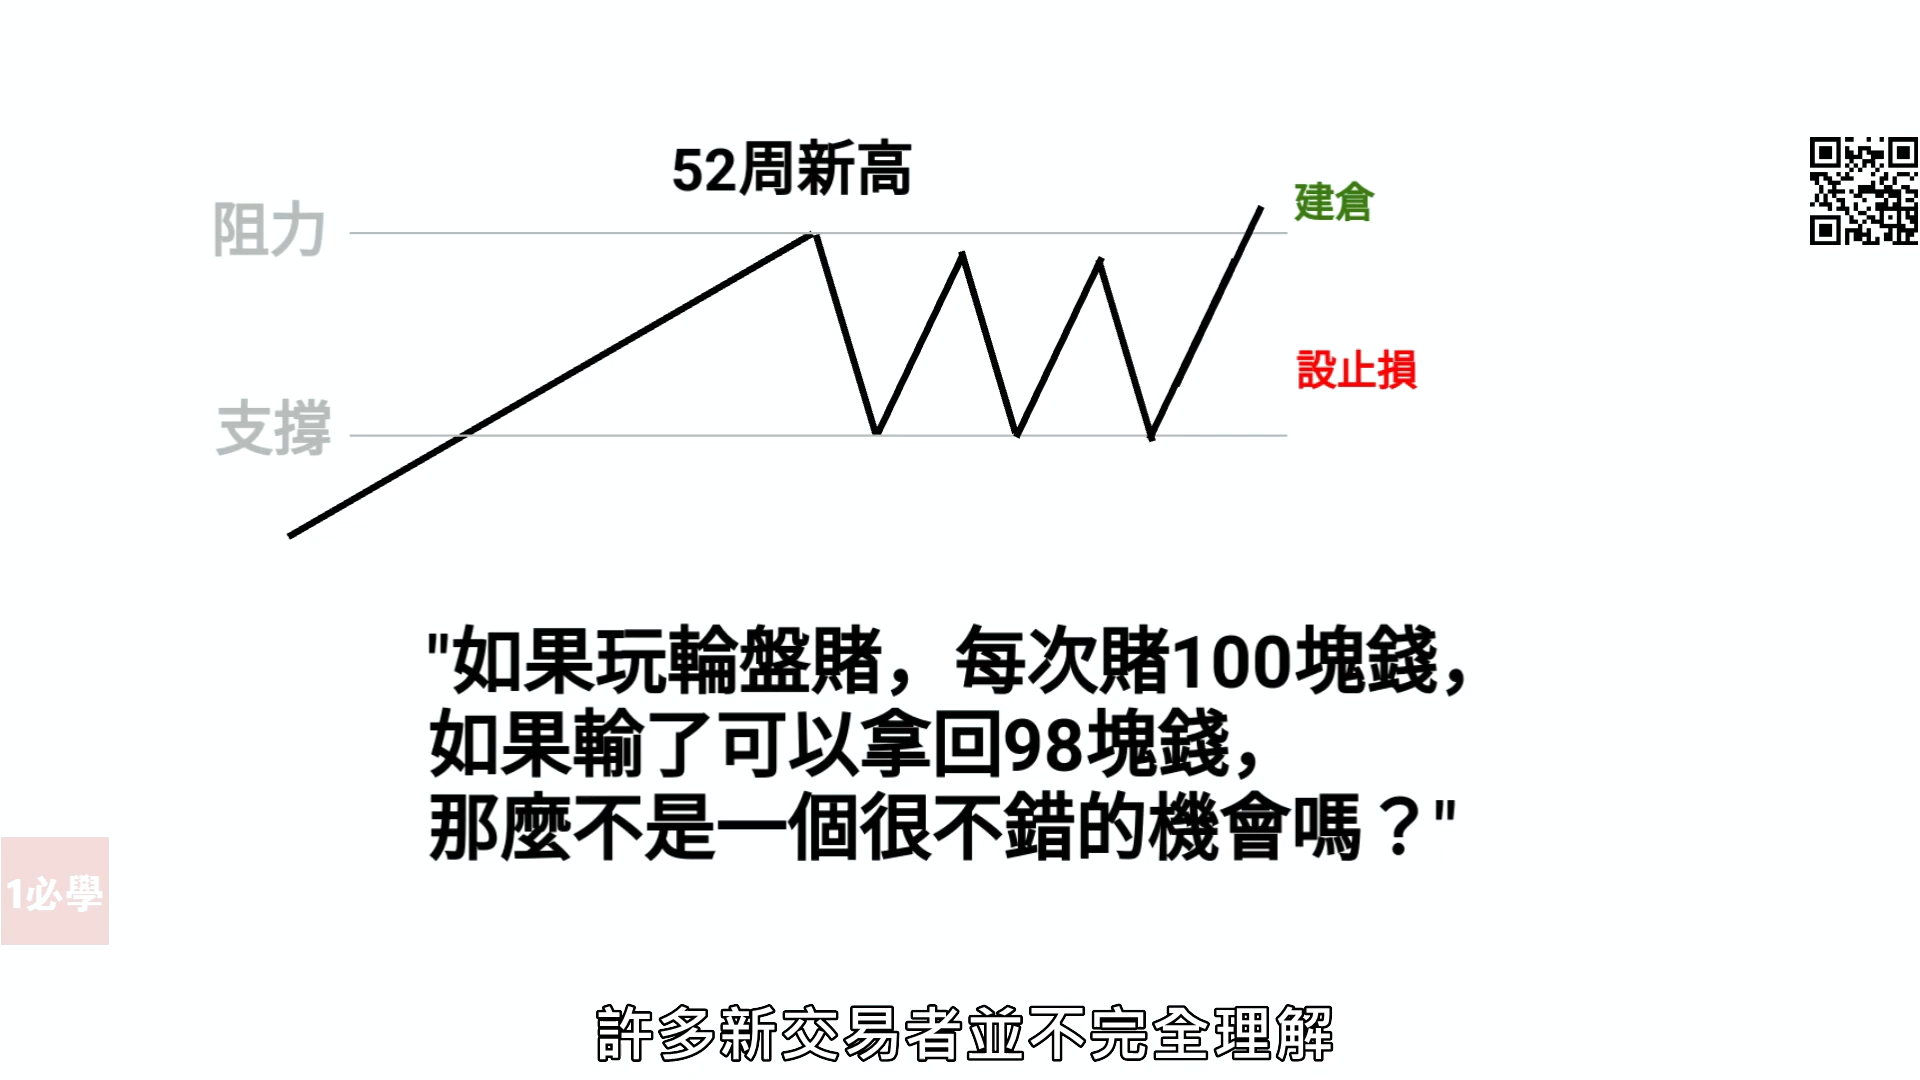 52周新高
阻力
建倉
設止損
支撐
"如果玩輪盤賭，每次賭100塊錢，
如果輸了可以拿回98塊錢，
那麼不是一個很不錯的機會嗎？"
1必學
許多新交易者並不完全理解